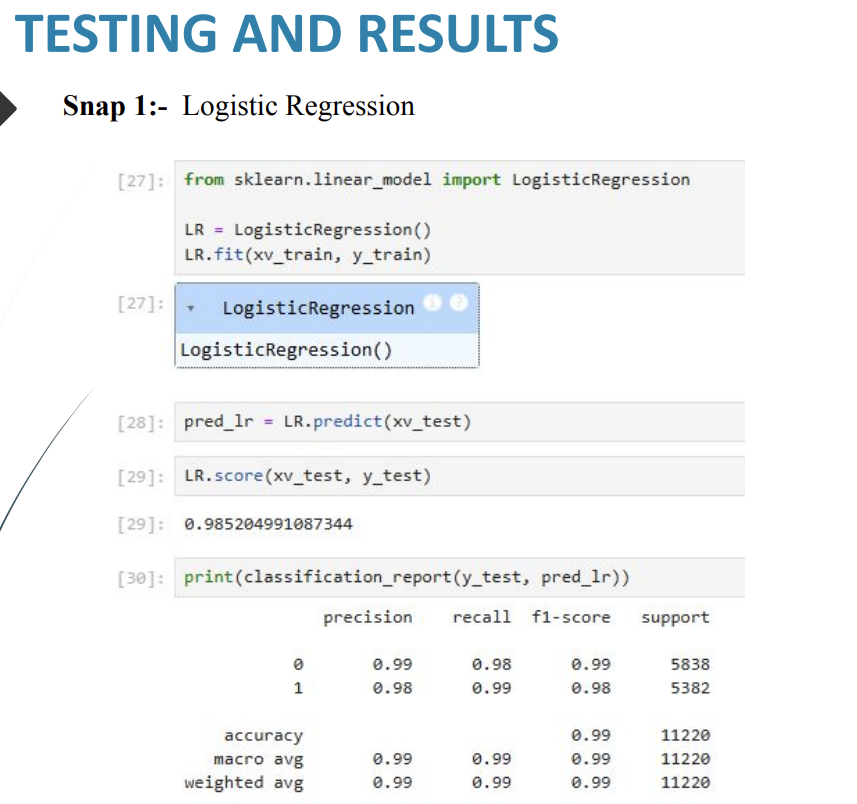 TESTING AND RESULTS
Snap 1:- Logistic Regression
[27]: from sklearn.linear_model import LogisticRegression
LR = LogisticRegression()
LR.fit(xv_train, y_train)
[27]: ▾ LogisticRegression i ?
LogisticRegression()
[28]: pred_lr = LR.predict(xv_test)
[29]: LR.score(xv_test, y_test)
[29]: 0.985204991087344
[30]: print(classification_report(y_test, pred_lr))
precision recall f1-score support
0 0.99 0.98 0.99 5838
1 0.98 0.99 0.98 5382
accuracy 0.99 11220
macro avg 0.99 0.99 0.99 11220
weighted avg 0.99 0.99 0.99 11220